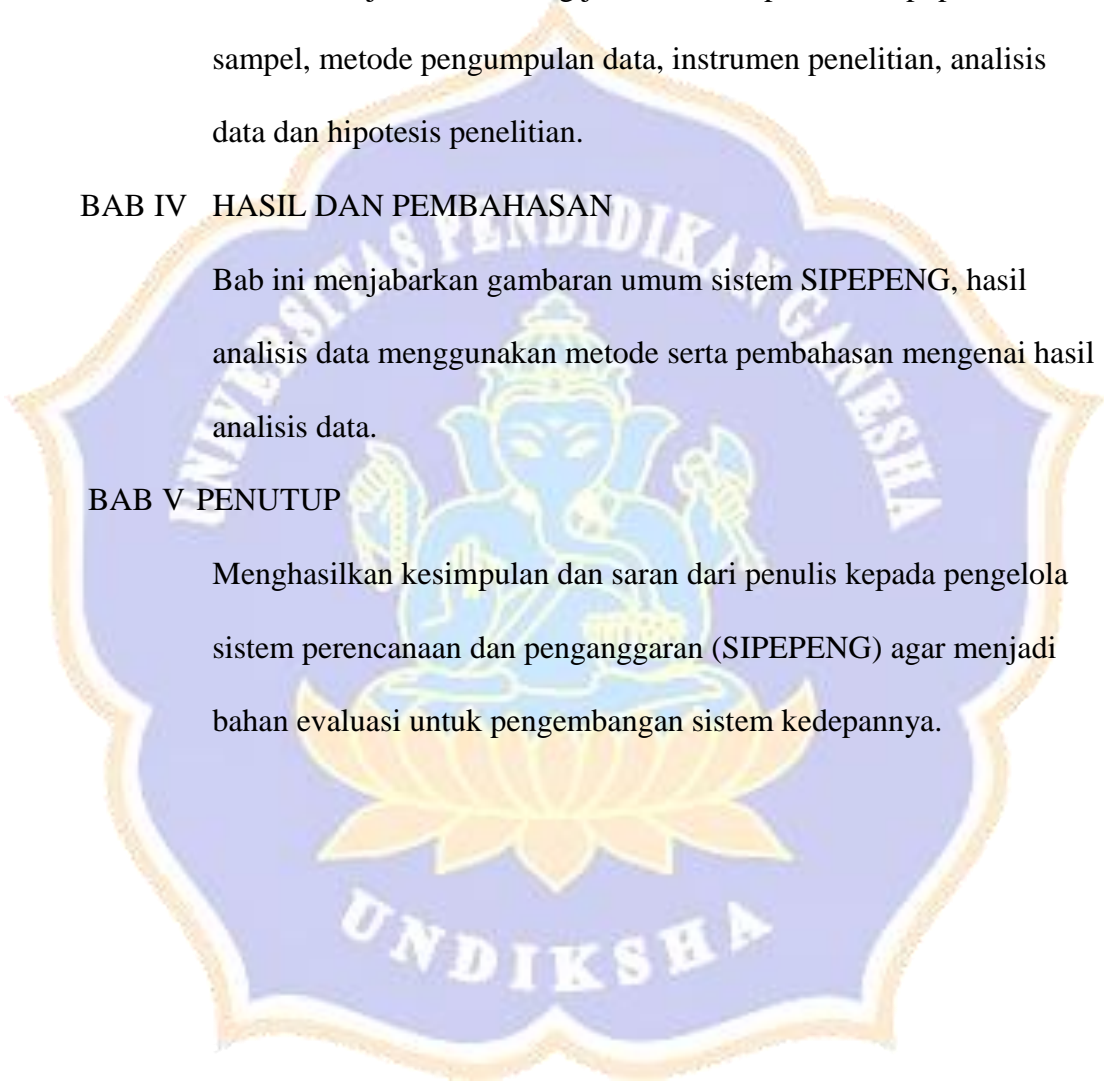 sampel, metode pengumpulan data, instrumen penelitian, analisis
data dan hipotesis penelitian.
BAB IV HASIL DAN PEMBAHASAN
Bab ini menjabarkan gambaran umum sistem SIPEPENG, hasil
analisis data menggunakan metode serta pembahasan mengenai hasil
analisis data.
BAB V PENUTUP
Menghasilkan kesimpulan dan saran dari penulis kepada pengelola
sistem perencanaan dan penganggaran (SIPEPENG) agar menjadi
bahan evaluasi untuk pengembangan sistem kedepannya.
UNIVERSITAS PENDIDIKAN GANESHA
UNDIKSHA